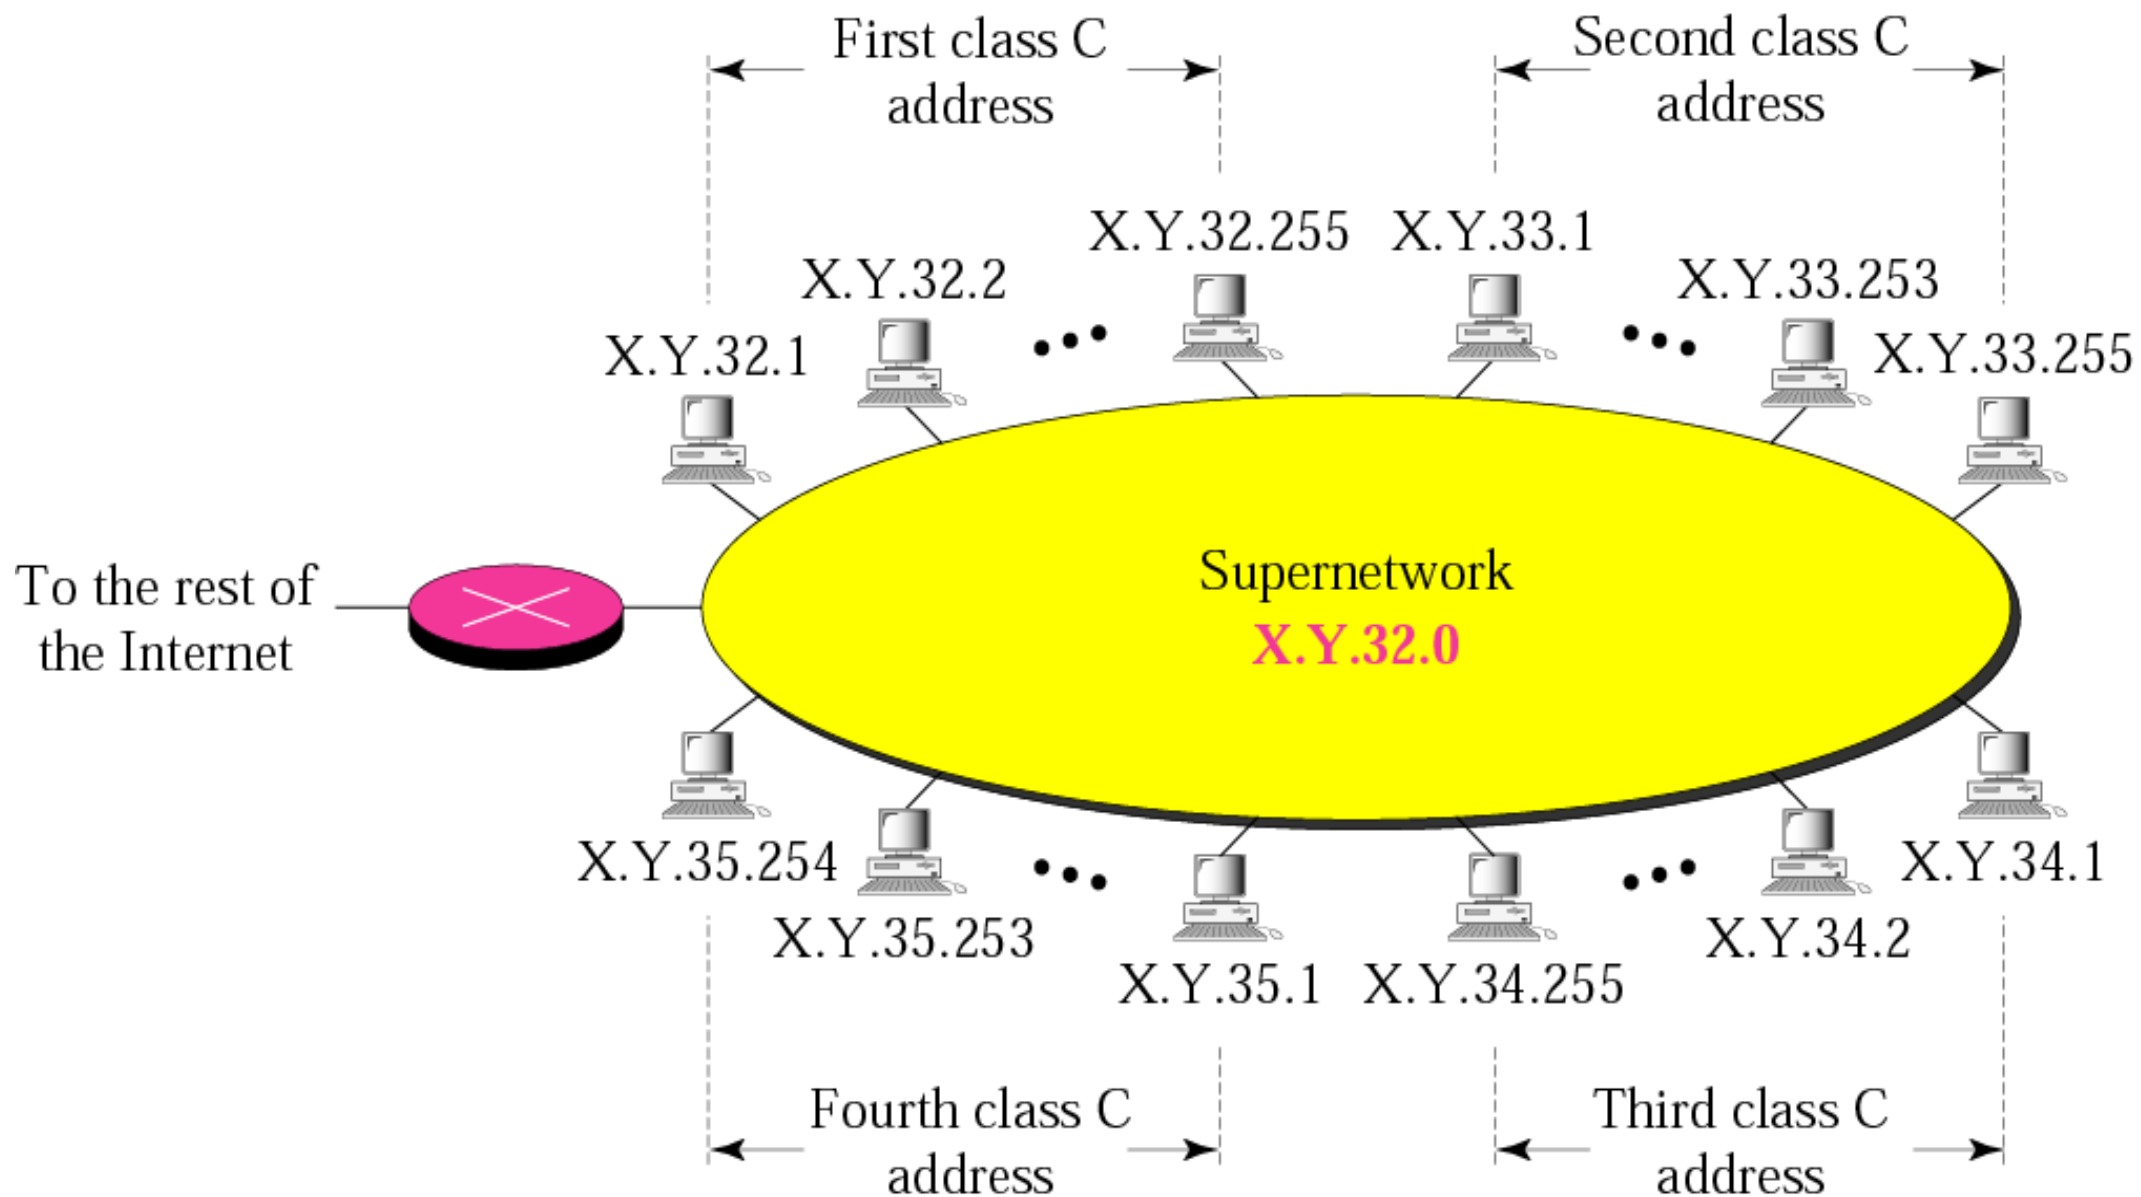 First class C
address
Second class C
address
X.Y.32.255
X.Y.33.1
X.Y.32.2
X.Y.33.253
X.Y.32.1
X.Y.33.255
To the rest of
the Internet
Supernetwork
X.Y.32.0
X.Y.35.254
X.Y.34.1
X.Y.35.253
X.Y.34.2
X.Y.35.1
X.Y.34.255
Fourth class C
address
Third class C
address